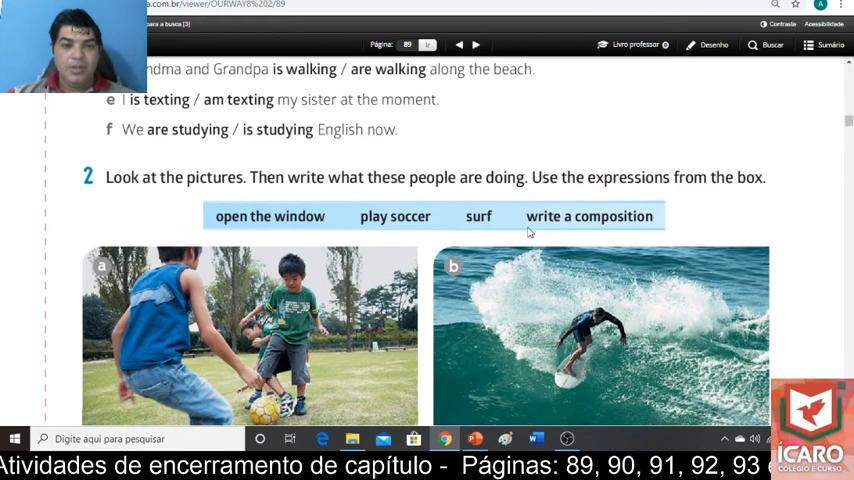 a.com.br/viewer/OURWAY8%202/89
para a busca [3]
Contraste
Acessibilidade
Página:
89
Ir
Livro professor
Desenho
Buscar
Sumário
ndma and Grandpa is walking / are walking along the beach.
e I is texting / am texting my sister at the moment.
f We are studying / is studying English now.
2 Look at the pictures. Then write what these people are doing. Use the expressions from the box.
open the window play soccer surf write a composition
a
b
Digite aqui para pesquisar
Atividades de encerramento de capítulo - Páginas: 89, 90, 91, 92, 93 e
ÍCARO
COLÉGIO E CURSO